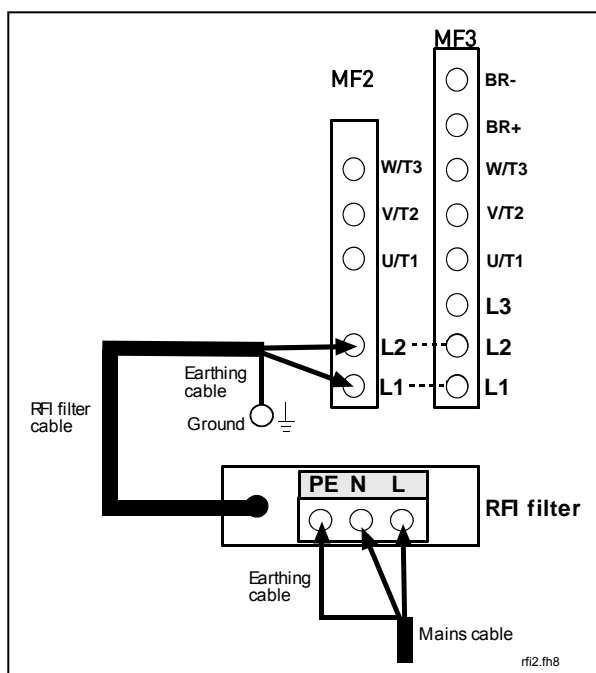 MF3
MF2
BR-
BR+
W/T3
W/T3
V/T2
V/T2
U/T1
U/T1
L3
L2
L2
L1
L1
Earthing
cable
RFI filter
cable
Ground
PE N L
RFI filter
Earthing
cable
Mains cable
rfi2.fh8